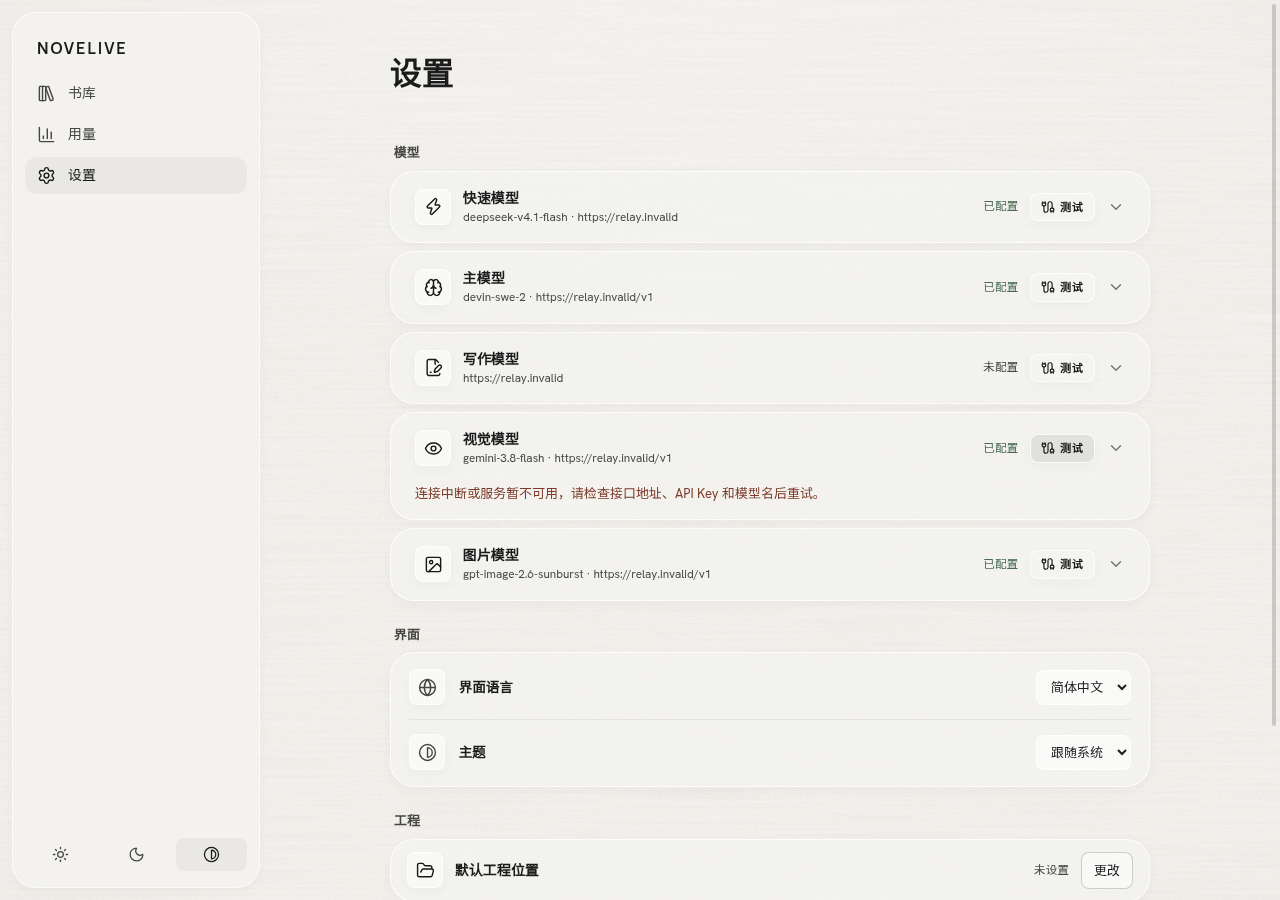 NOVELIVE
书库
用量
设置
设置
模型
快速模型
deepseek-v4.1-flash · https://relay.invalid
已配置
测试
主模型
devin-swe-2 · https://relay.invalid/v1
已配置
测试
写作模型
https://relay.invalid
未配置
测试
视觉模型
gemini-3.8-flash · https://relay.invalid/v1
已配置
测试
连接中断或服务暂不可用，请检查接口地址、API Key 和模型名后重试。
图片模型
gpt-image-2.6-sunburst · https://relay.invalid/v1
已配置
测试
界面
界面语言
简体中文
主题
跟随系统
工程
默认工程位置
未设置
更改